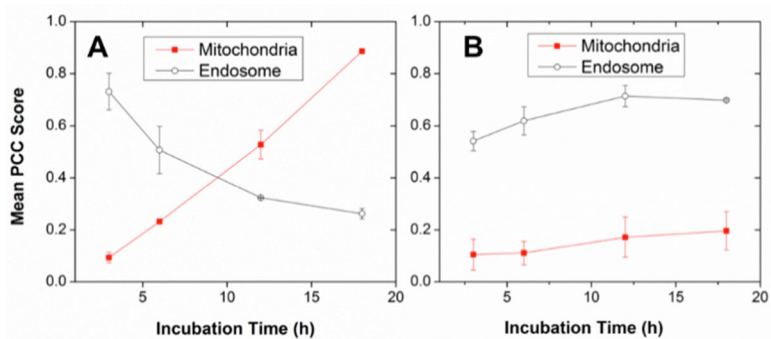 A
Mitochondria
Endosome
B
Mitochondria
Endosome
Mean PCC Score
1.0
0.8
0.6
0.4
0.2
0.0
5
10
15
20
Incubation Time (h)
1.0
0.8
0.6
0.4
0.2
0.0
5
10
15
20
Incubation Time (h)